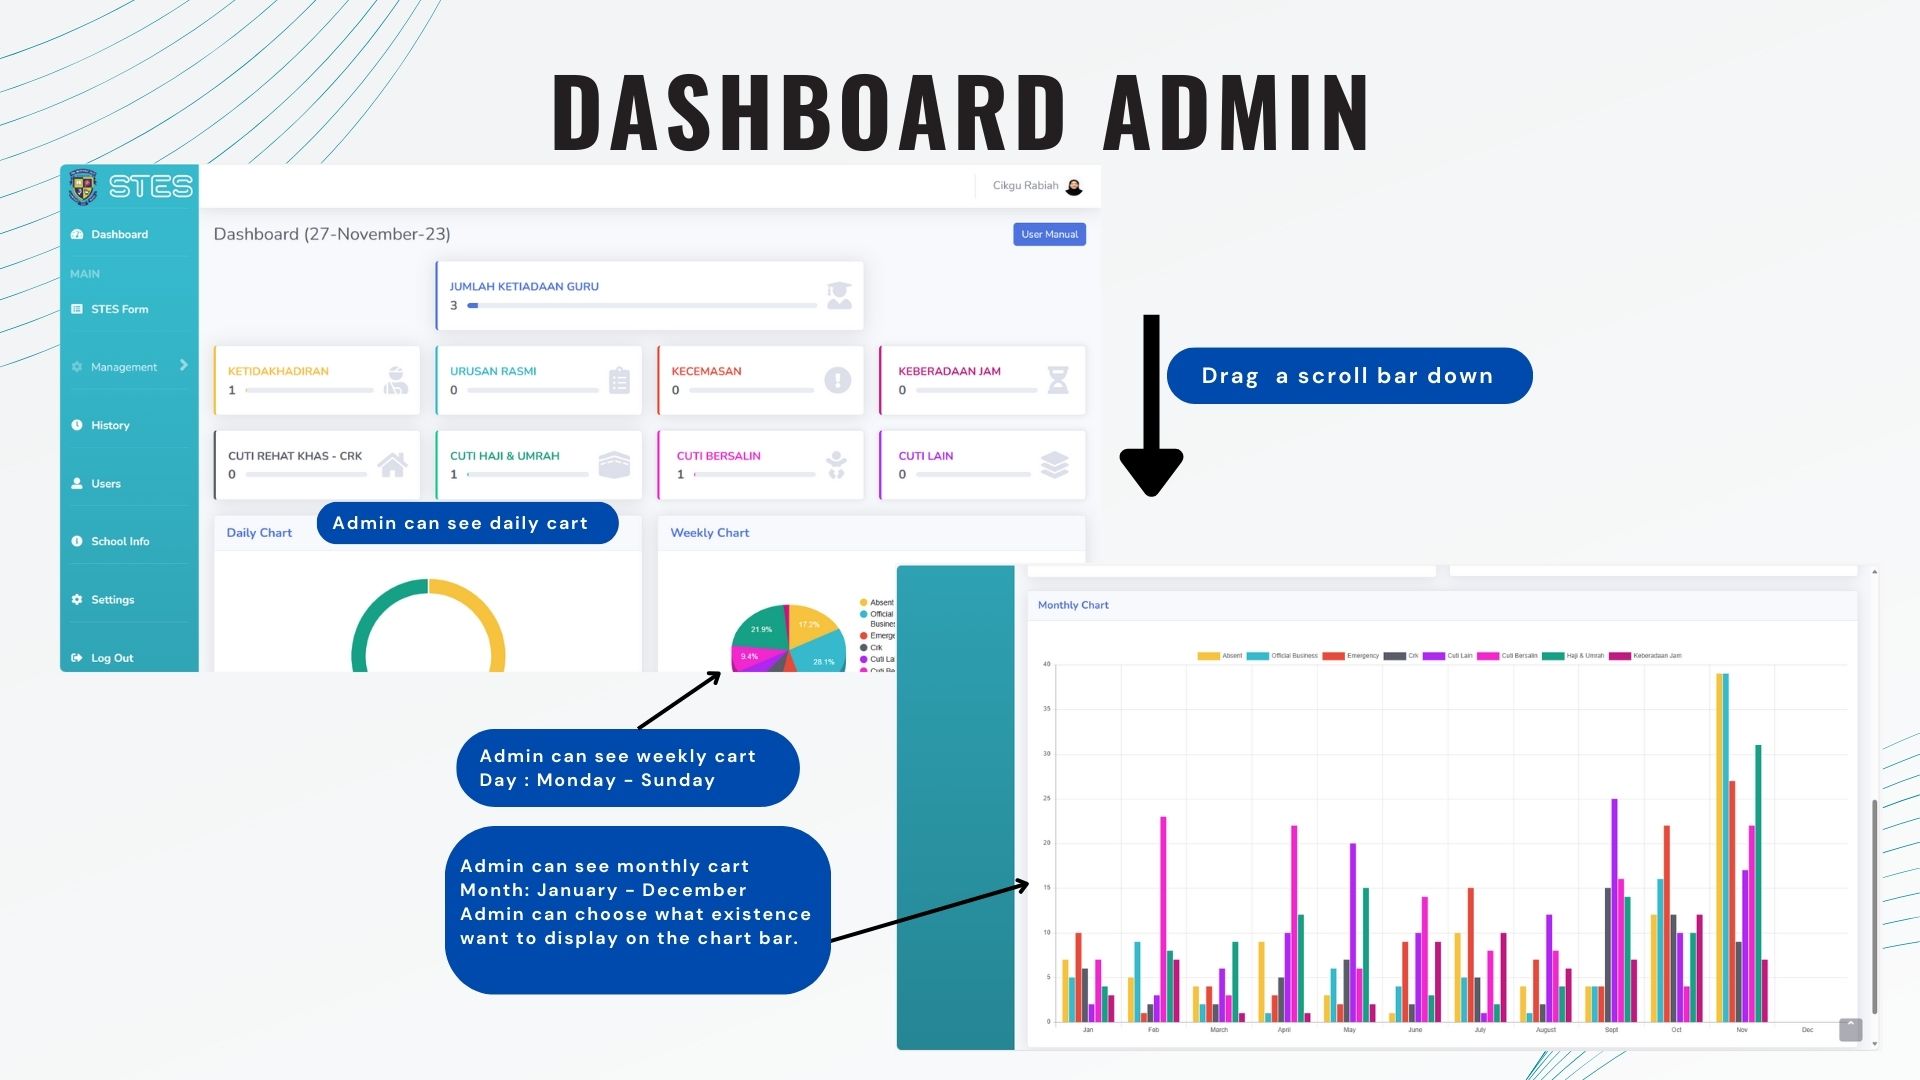 DASHBOARD ADMIN
STES
Cikgu Rabiah
Dashboard
MAIN
STES Form
Management
History
Users
School Info
Settings
Log Out
Dashboard (27-November-23)
User Manual
JUMLAH KETIADAAN GURU
3
KETIDAKHADIRAN
1
URUSAN RASMI
0
KECEMASAN
0
KEBERADAAN JAM
0
CUTI REHAT KHAS - CRK
0
CUTI HAJI & UMRAH
1
CUTI BERSALIN
1
CUTI LAIN
0
Daily Chart
Admin can see daily cart
Weekly Chart
21.9%
17.2%
9.4%
28.1%
Absent
Official
Busines
Emerge
Crk
Cuti La
Cuti Be
Drag a scroll bar down
Admin can see weekly cart
Day : Monday - Sunday
Admin can see monthly cart
Month: January - December
Admin can choose what existence
want to display on the chart bar.
Monthly Chart
Absent Official Business Emergency Crk Cuti Lain Cuti Bersalin Haji & Umrah Keberadaan Jam
40
35
30
25
20
15
10
5
0
Jan Feb March April May June July August Sept Oct Nov Dec